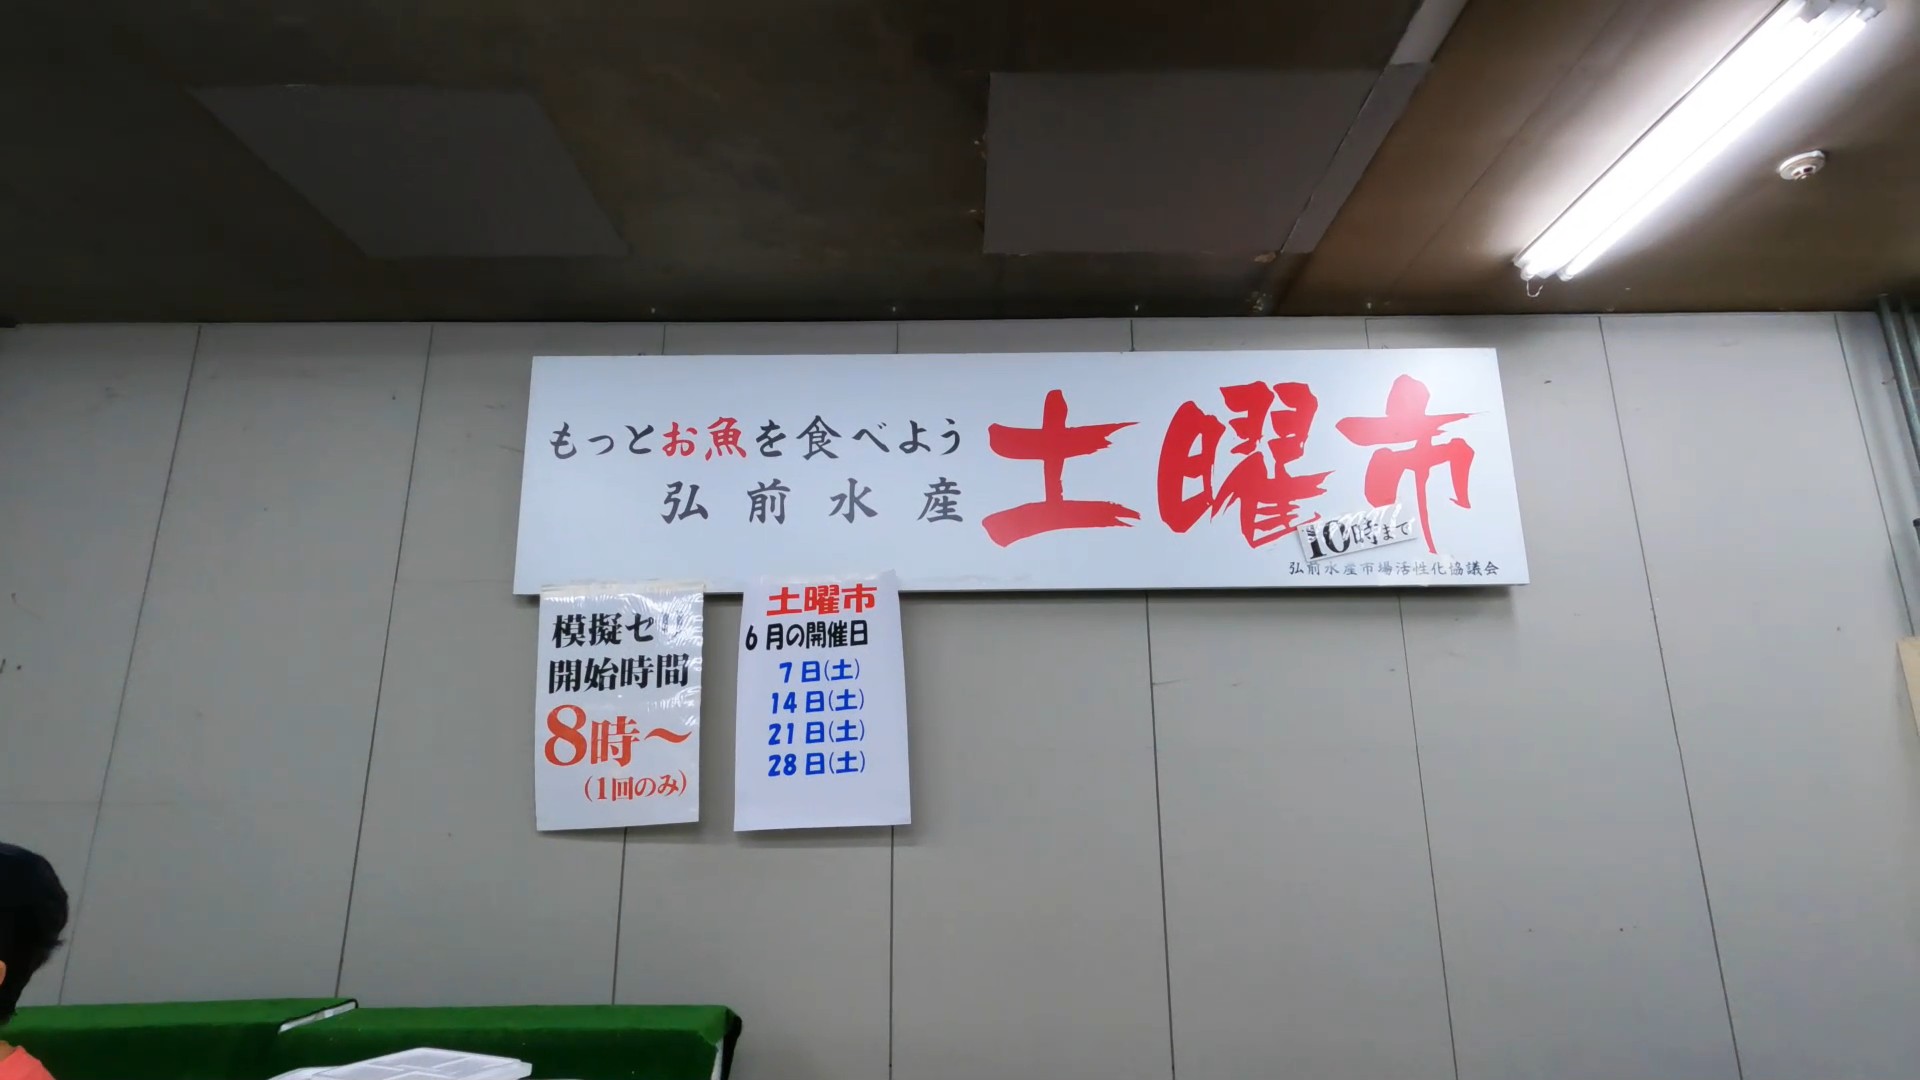 もっとお魚を食べよう
弘前水産
土曜市
10時まで
弘前水産市場活性化協議会
模擬セリ
開始時間
8時〜
(1回のみ)
土曜市
6月の開催日
7日(土)
14日(土)
21日(土)
28日(土)